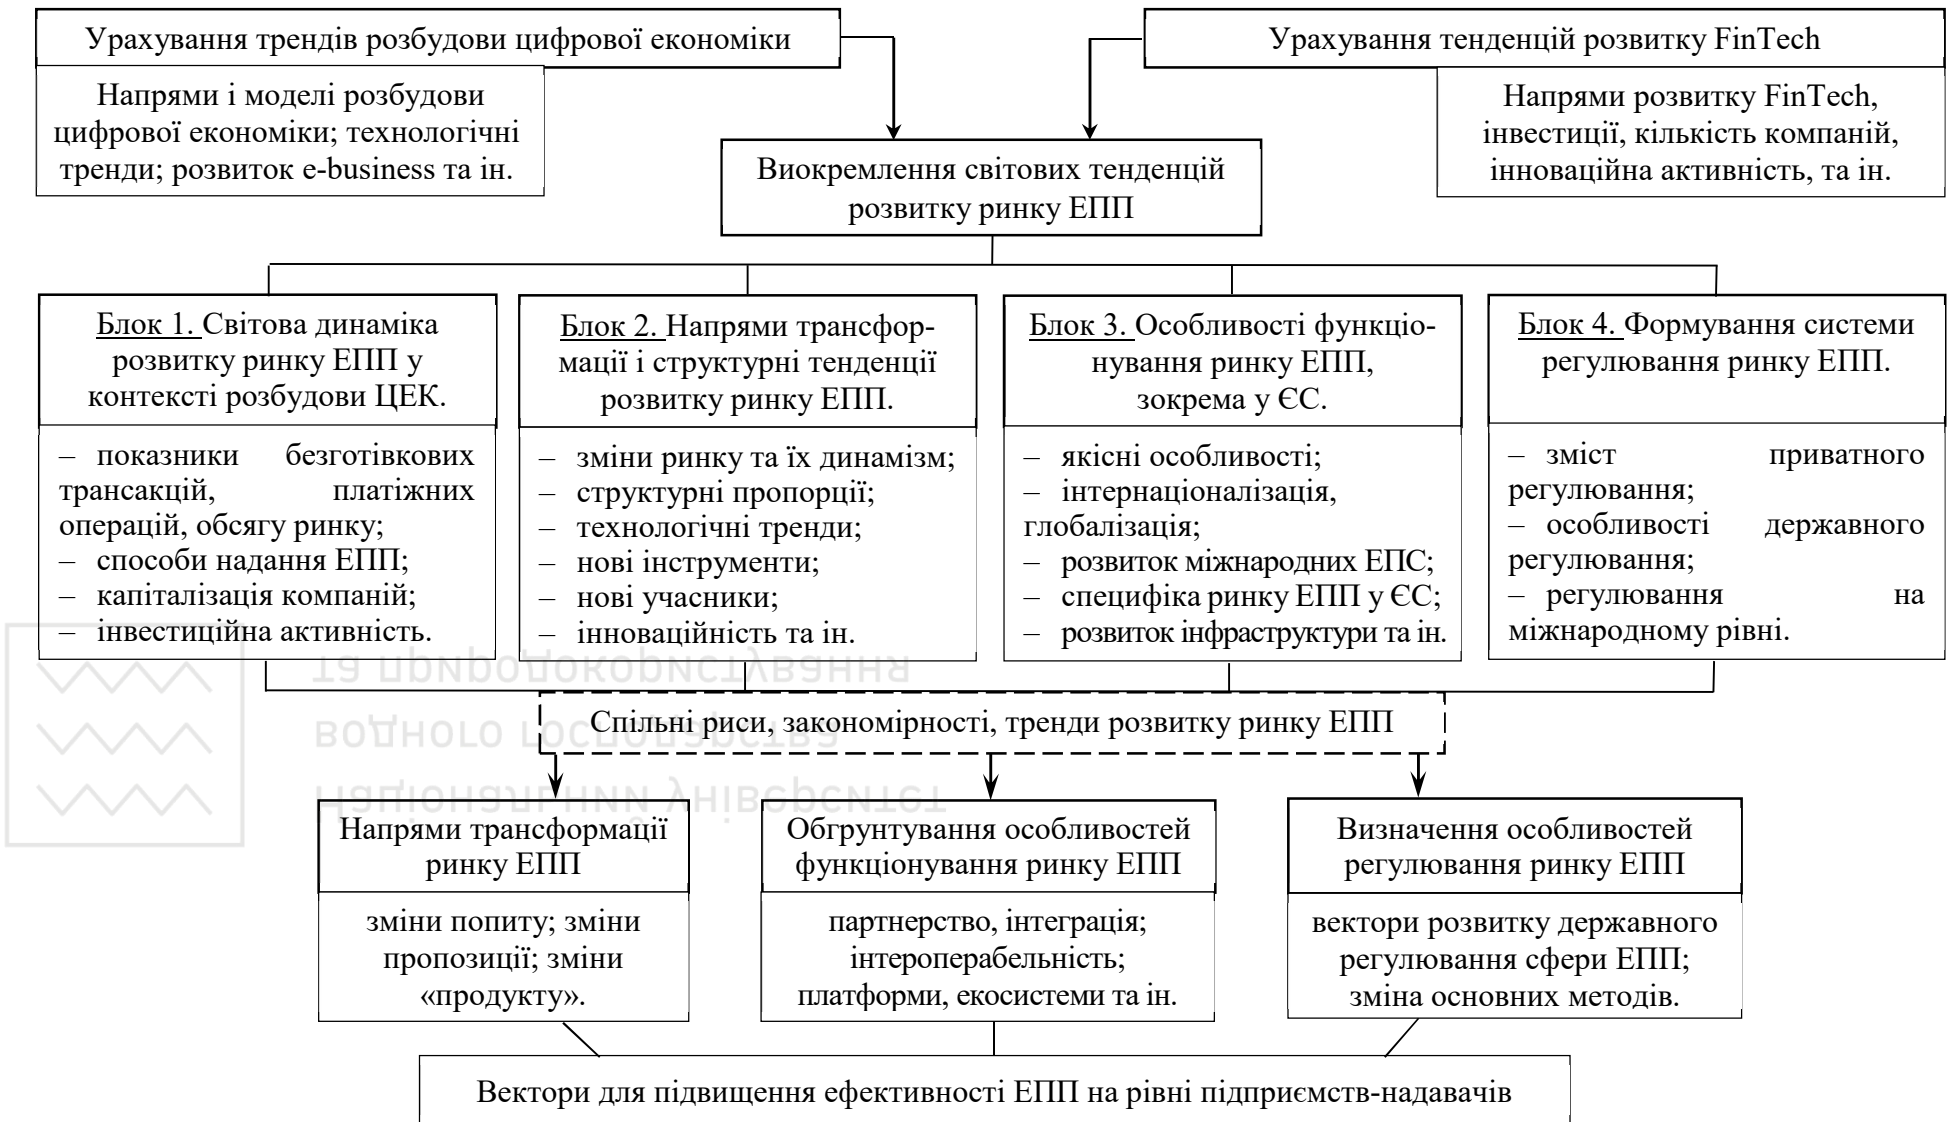 Урахування трендів розбудови цифрової економіки
Урахування тенденцій розвитку FinTech
Напрями і моделі розбудови
цифрової економіки; технологічні
тренди; розвиток e-business та ін.
Напрями розвитку FinTech,
інвестиції, кількість компаній,
інноваційна активність, та ін.
Виокремлення світових тенденцій
розвитку ринку ЕПП
Блок 1. Світова динаміка
розвитку ринку ЕПП у
контексті розбудови ЦЕК.
– показники безготівкових
трансакцій, платіжних
операцій, обсягу ринку;
– способи надання ЕПП;
– капіталізація компаній;
– інвестиційна активність.
Блок 2. Напрями трансфор-
мації і структурні тенденції
розвитку ринку ЕПП.
– зміни ринку та їх динамізм;
– структурні пропорції;
– технологічні тренди;
– нові інструменти;
– нові учасники;
– інноваційність та ін.
Блок 3. Особливості функціо-
нування ринку ЕПП,
зокрема у ЄС.
– якісні особливості;
– інтернаціоналізація,
глобалізація;
– розвиток міжнародних ЕПС;
– специфіка ринку ЕПП у ЄС;
– розвиток інфраструктури та ін.
Блок 4. Формування системи
регулювання ринку ЕПП.
– зміст приватного
регулювання;
– особливості державного
регулювання;
– регулювання на
міжнародному рівні.
Спільні риси, закономірності, тренди розвитку ринку ЕПП
Напрями трансформації
ринку ЕПП
зміни попиту; зміни
пропозиції; зміни
«продукту».
Обгрунтування особливостей
функціонування ринку ЕПП
партнерство, інтеграція;
інтероперабельність;
платформи, екосистеми та ін.
Визначення особливостей
регулювання ринку ЕПП
вектори розвитку державного
регулювання сфери ЕПП;
зміна основних методів.
Вектори для підвищення ефективності ЕПП на рівні підприємств-надавачів
Національний університет
водного господарства
та природокористування